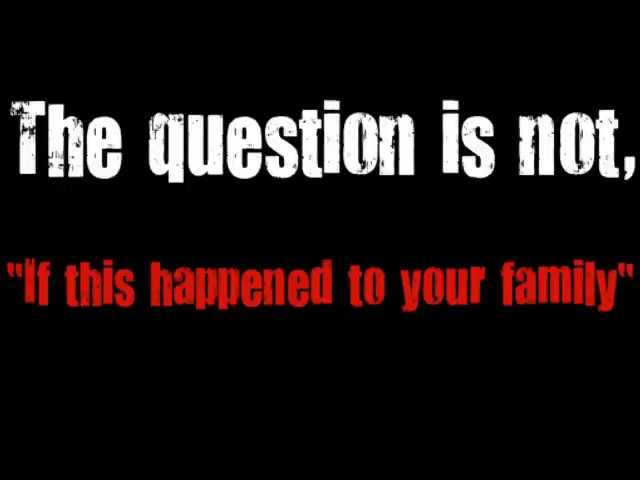 The question is not,
"If this happened to your family"